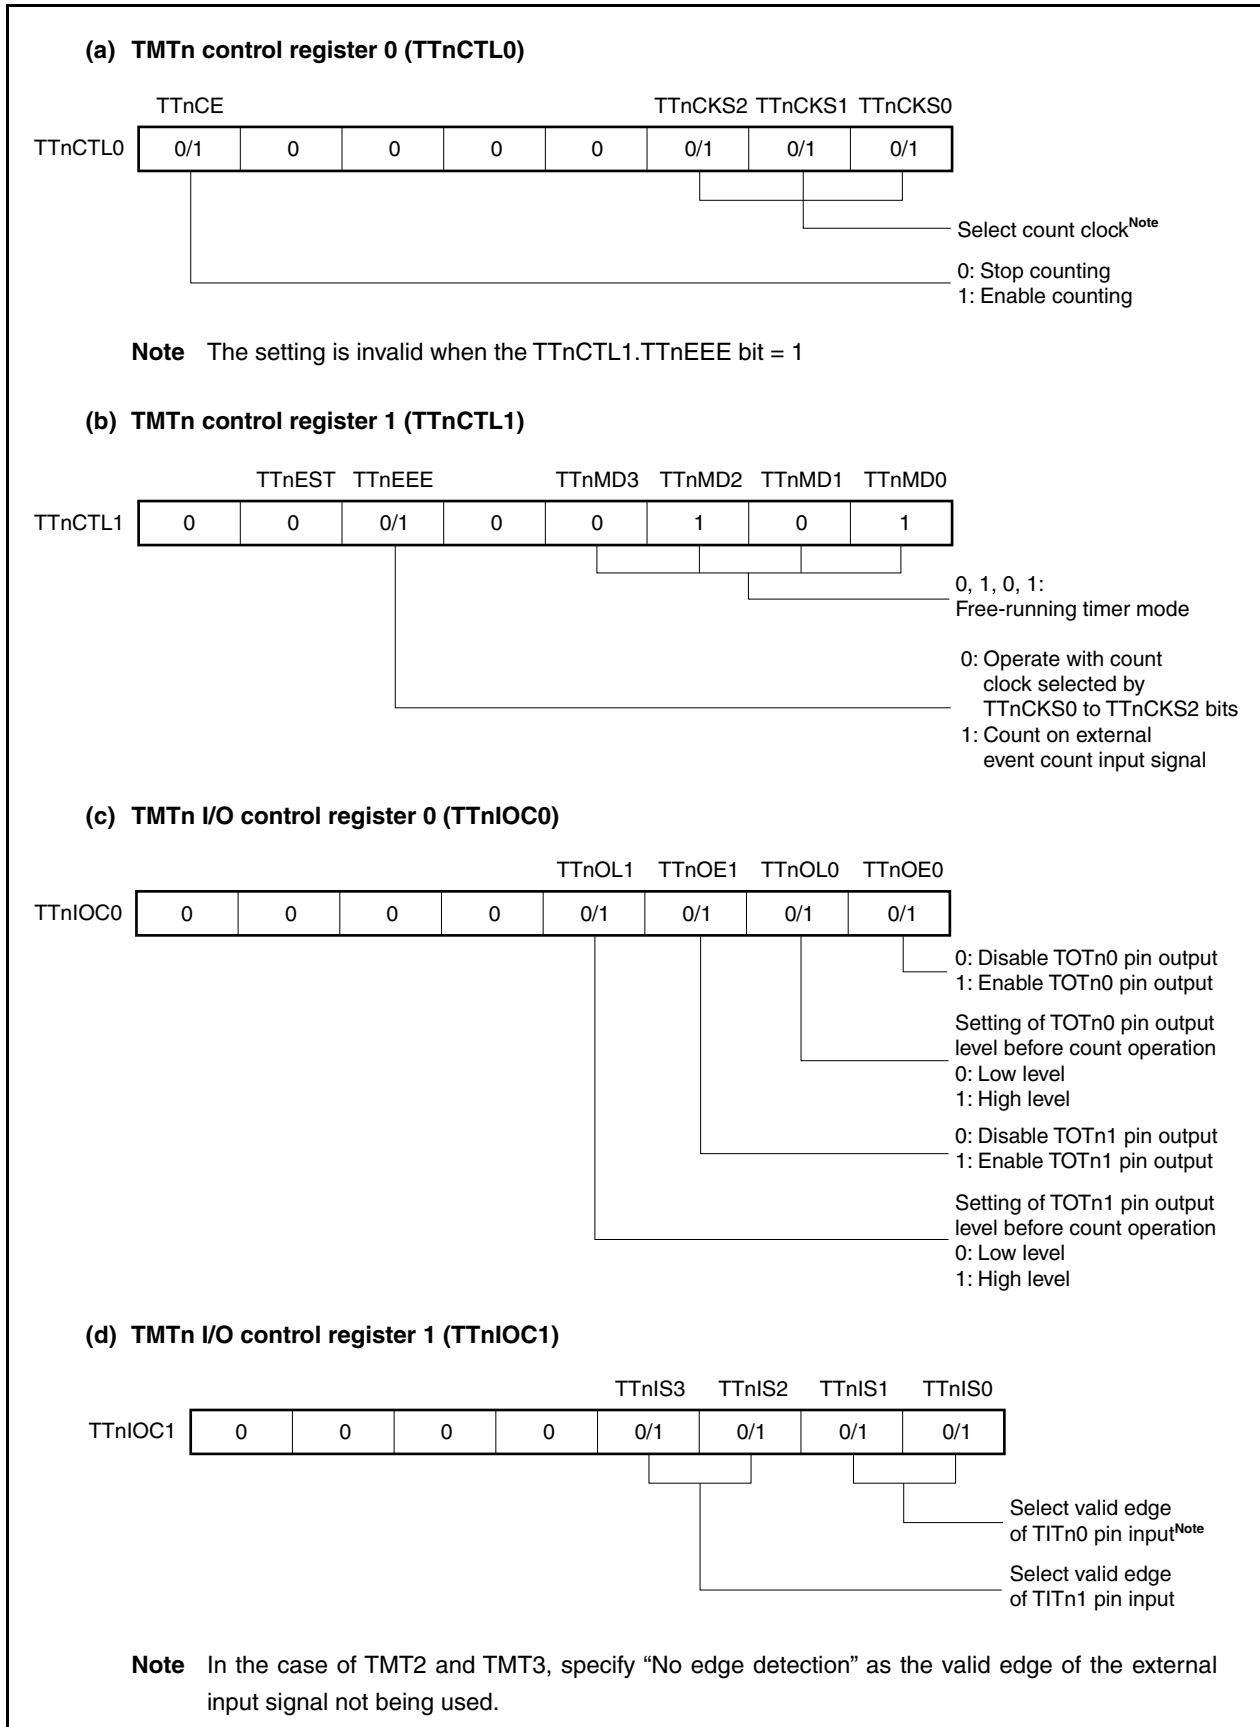 (a) TMTn control register 0 (TTnCTL0)
TTnCE TTnCKS2 TTnCKS1 TTnCKS0
TTnCTL0 0/1 0 0 0 0 0/1 0/1 0/1
Select count clockNote
0: Stop counting
1: Enable counting
Note The setting is invalid when the TTnCTL1.TTnEEE bit = 1
(b) TMTn control register 1 (TTnCTL1)
TTnEST TTnEEE TTnMD3 TTnMD2 TTnMD1 TTnMD0
TTnCTL1 0 0 0/1 0 0 1 0 1
0, 1, 0, 1:
Free-running timer mode
0: Operate with count
clock selected by
TTnCKS0 to TTnCKS2 bits
1: Count on external
event count input signal
(c) TMTn I/O control register 0 (TTnIOC0)
TTnOL1 TTnOE1 TTnOL0 TTnOE0
TTnIOC0 0 0 0 0 0/1 0/1 0/1 0/1
0: Disable TOTn0 pin output
1: Enable TOTn0 pin output
Setting of TOTn0 pin output
level before count operation
0: Low level
1: High level
0: Disable TOTn1 pin output
1: Enable TOTn1 pin output
Setting of TOTn1 pin output
level before count operation
0: Low level
1: High level
(d) TMTn I/O control register 1 (TTnIOC1)
TTnIS3 TTnIS2 TTnIS1 TTnIS0
TTnIOC1 0 0 0 0 0/1 0/1 0/1 0/1
Select valid edge
of TITn0 pin inputNote
Select valid edge
of TITn1 pin input
Note In the case of TMT2 and TMT3, specify “No edge detection” as the valid edge of the external
input signal not being used.